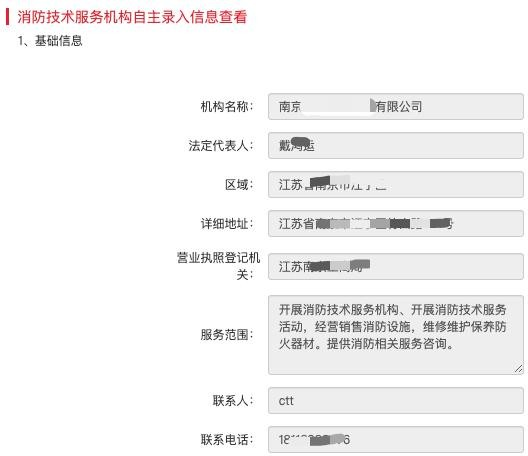 消防技术服务机构自主录入信息查看
1、基础信息
机构名称： 南京 有限公司
法定代表人： 戴 运
区域： 江苏
详细地址： 江苏省 号
营业执照登记机
关： 江苏南
服务范围： 开展消防技术服务机构、开展消防技术服务
活动，经营销售消防设施，维修维护保养防
火器材。提供消防相关服务咨询。
联系人： ctt
联系电话： 18 6